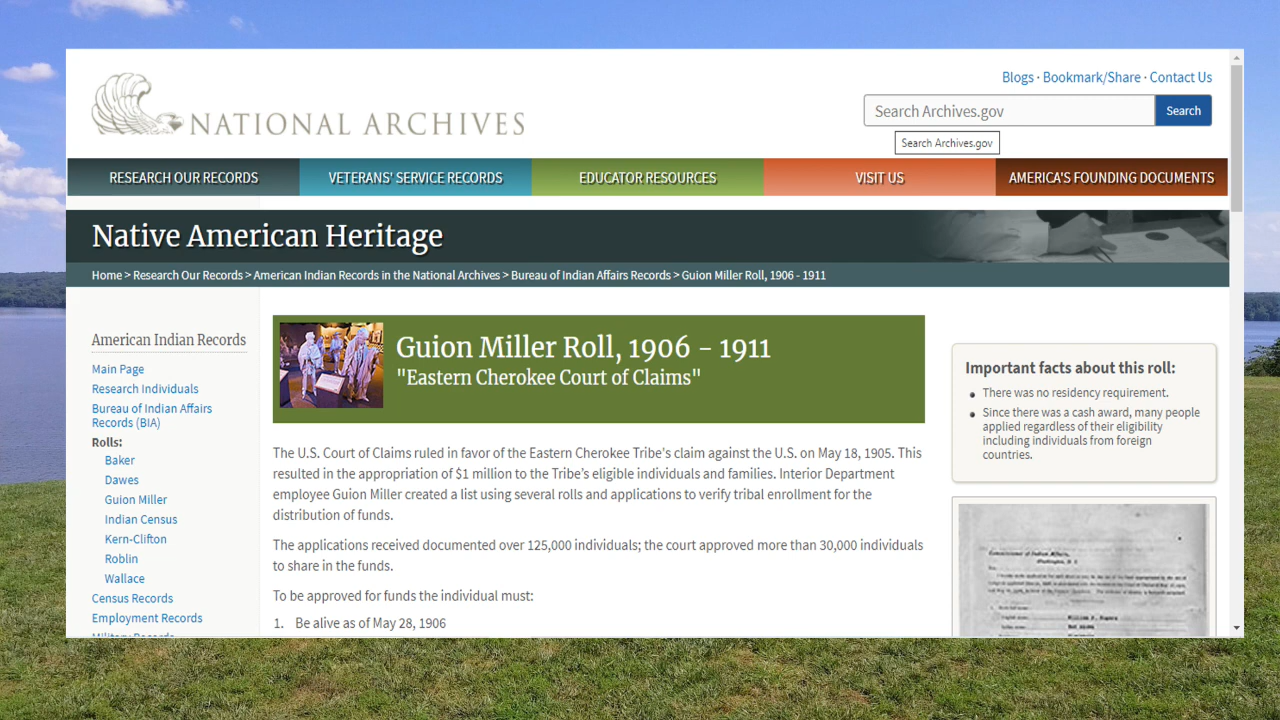 Blogs · Bookmark/Share · Contact Us
NATIONAL ARCHIVES
Search Archives.gov
Search
Search Archives.gov
RESEARCH OUR RECORDS
VETERANS' SERVICE RECORDS
EDUCATOR RESOURCES
VISIT US
AMERICA'S FOUNDING DOCUMENTS
Native American Heritage
Home > Research Our Records > American Indian Records in the National Archives > Bureau of Indian Affairs Records > Guion Miller Roll, 1906 - 1911
American Indian Records
Main Page
Research Individuals
Bureau of Indian Affairs
Records (BIA)
Rolls:
Baker
Dawes
Guion Miller
Indian Census
Kern-Clifton
Roblin
Wallace
Census Records
Employment Records
Military Records
Guion Miller Roll, 1906 - 1911
"Eastern Cherokee Court of Claims"
The U.S. Court of Claims ruled in favor of the Eastern Cherokee Tribe's claim against the U.S. on May 18, 1905. This
resulted in the appropriation of $1 million to the Tribe's eligible individuals and families. Interior Department
employee Guion Miller created a list using several rolls and applications to verify tribal enrollment for the
distribution of funds.
The applications received documented over 125,000 individuals; the court approved more than 30,000 individuals
to share in the funds.
To be approved for funds the individual must:
1. Be alive as of May 28, 1906
Important facts about this roll:
There was no residency requirement.
Since there was a cash award, many people
applied regardless of their eligibility
including individuals from foreign
countries.
Commissioner of Indian Affairs,
Washington, D. C.